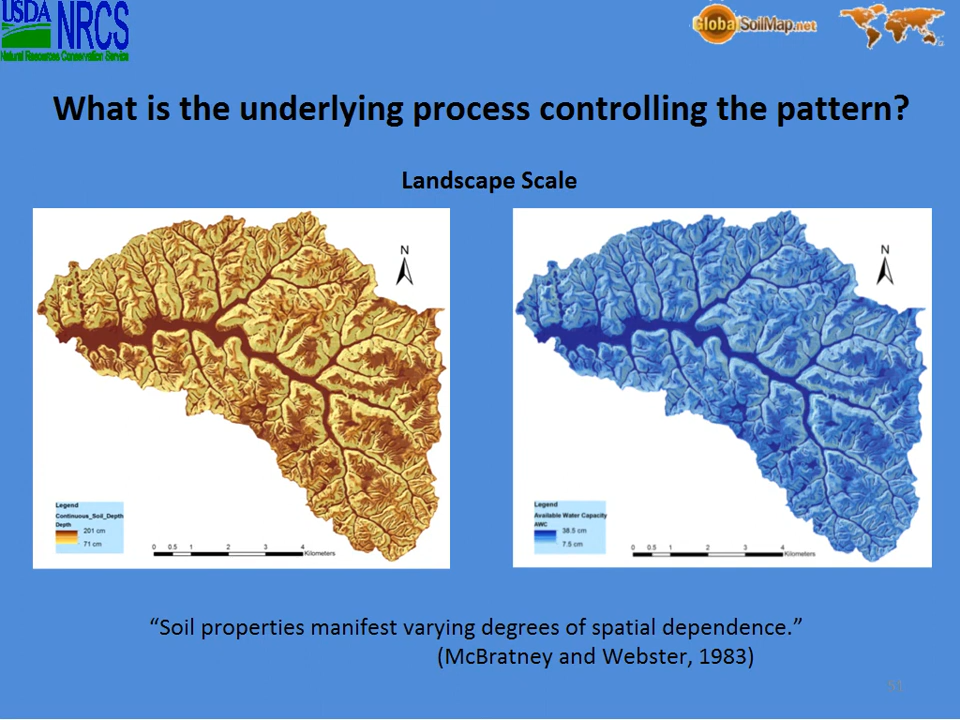 USDA
NRCS
Natural Resources Conservation Service
GlobalSoilMap.net
What is the underlying process controlling the pattern?
Landscape Scale
N
Legend
Continuous_Soil_Depth
Depth
201 cm
71 cm
0 0.5 1 2 3 4
Kilometers
N
Legend
Available Water Capacity
AWC
38.5 cm
7.5 cm
0 0.5 1 2 3 4
Kilometers
“Soil properties manifest varying degrees of spatial dependence.”
(McBratney and Webster, 1983)